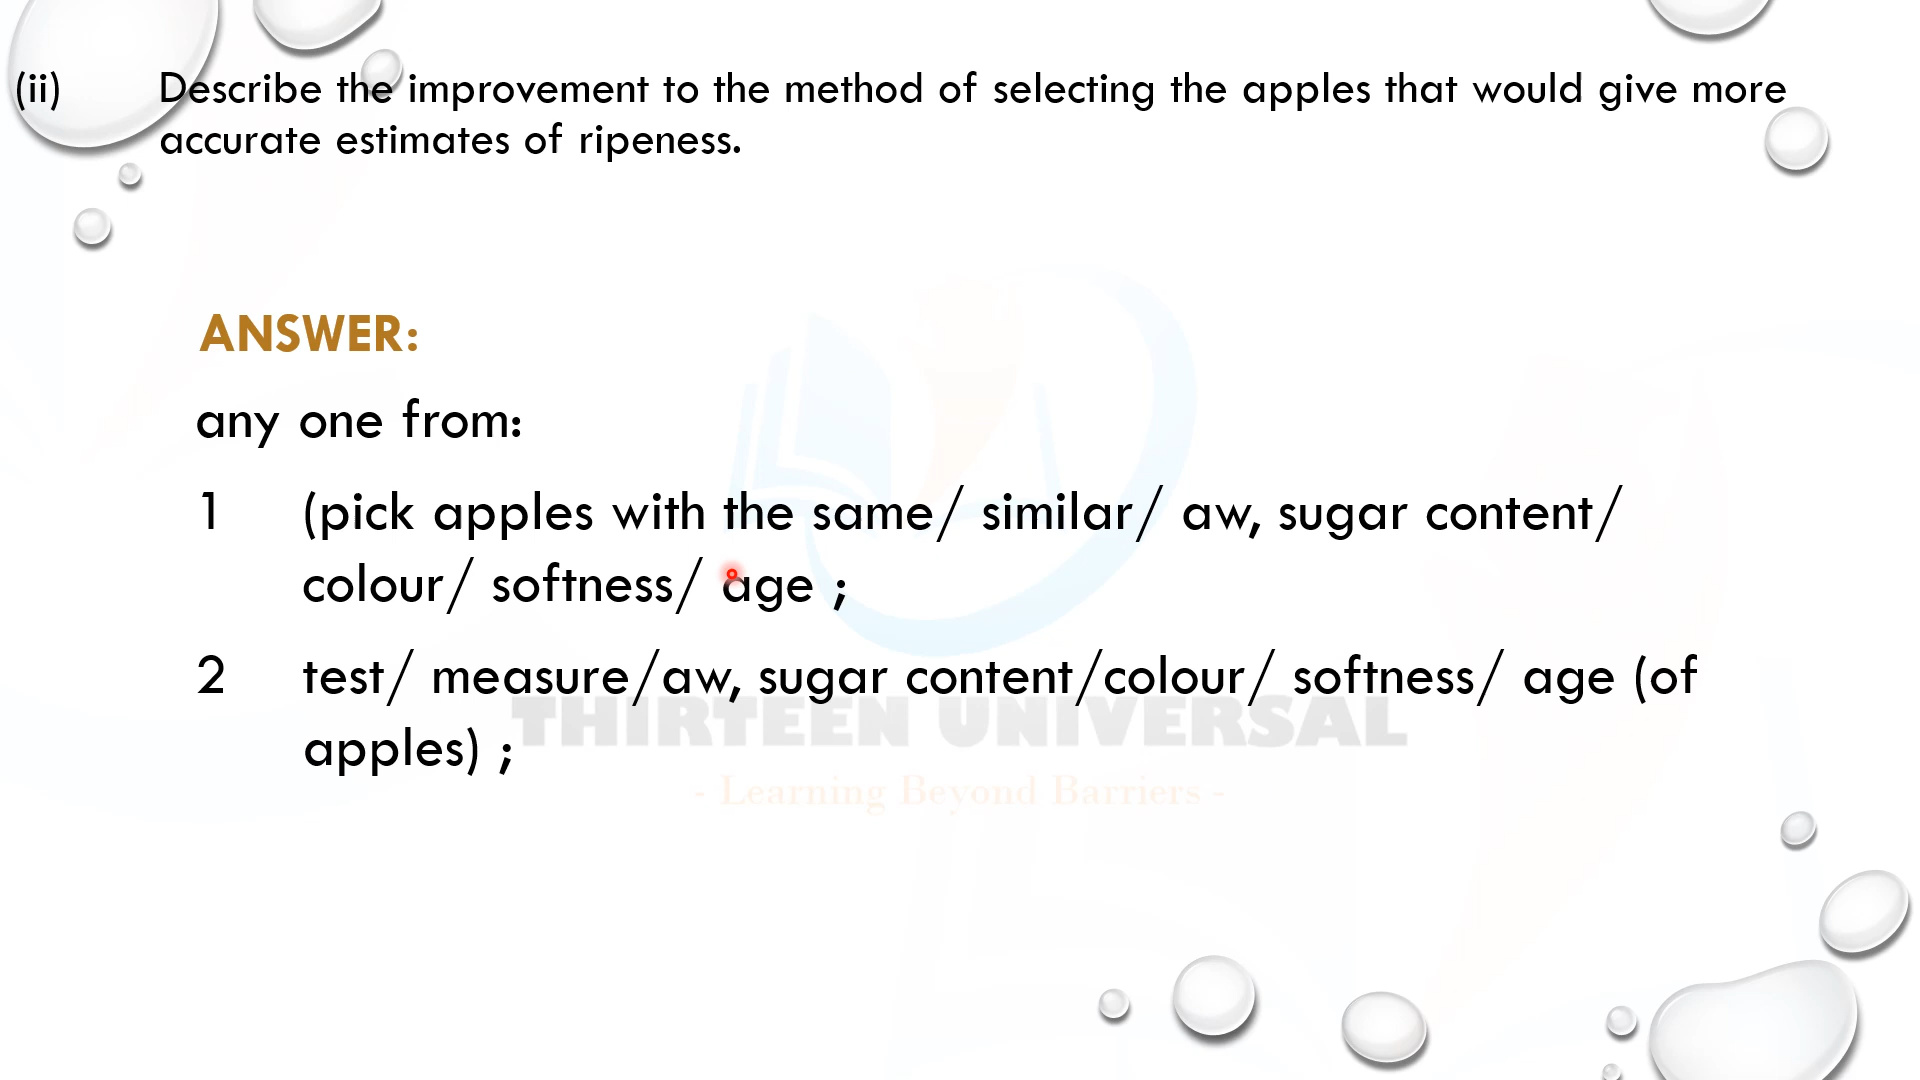 (ii) Describe the improvement to the method of selecting the apples that would give more
accurate estimates of ripeness.
ANSWER:
any one from:
1 (pick apples with the same/ similar/ aw, sugar content/
colour/ softness/ age ;
2 test/ measure/aw, sugar content/colour/ softness/ age (of
apples) ;
THIRTEEN UNIVERSAL
- Learning Beyond Barriers -